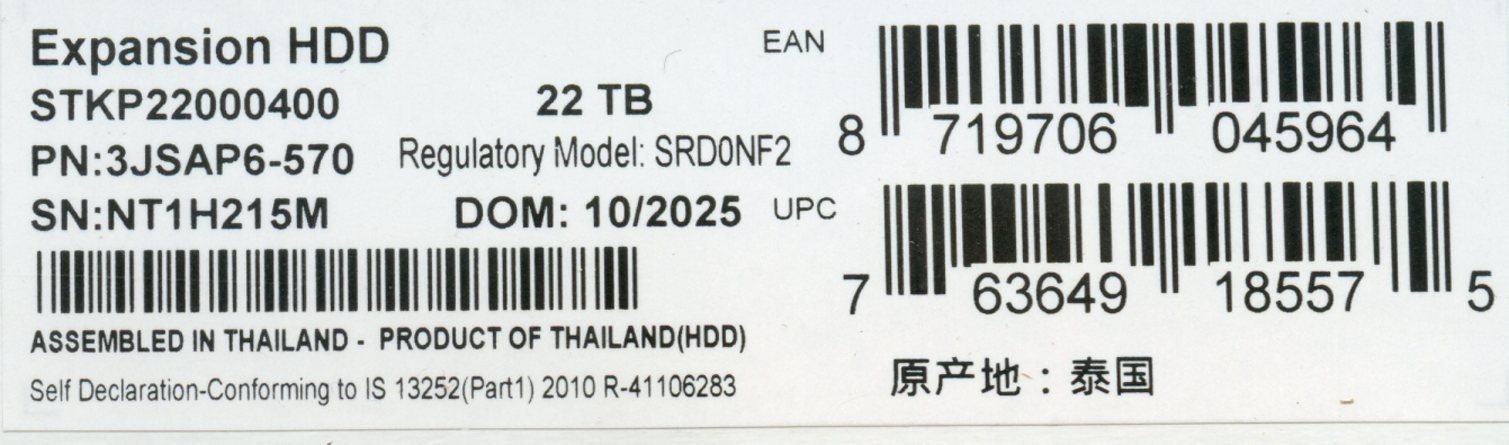 Expansion HDD
STKP22000400
22 TB
PN:3JSAP6-570
Regulatory Model: SRD0NF2
SN:NT1H215M
DOM: 10/2025
ASSEMBLED IN THAILAND - PRODUCT OF THAILAND(HDD)
Self Declaration-Conforming to IS 13252(Part1) 2010 R-41106283
EAN
8 719706 045964
UPC
7 63649 18557 5
原产地：泰国